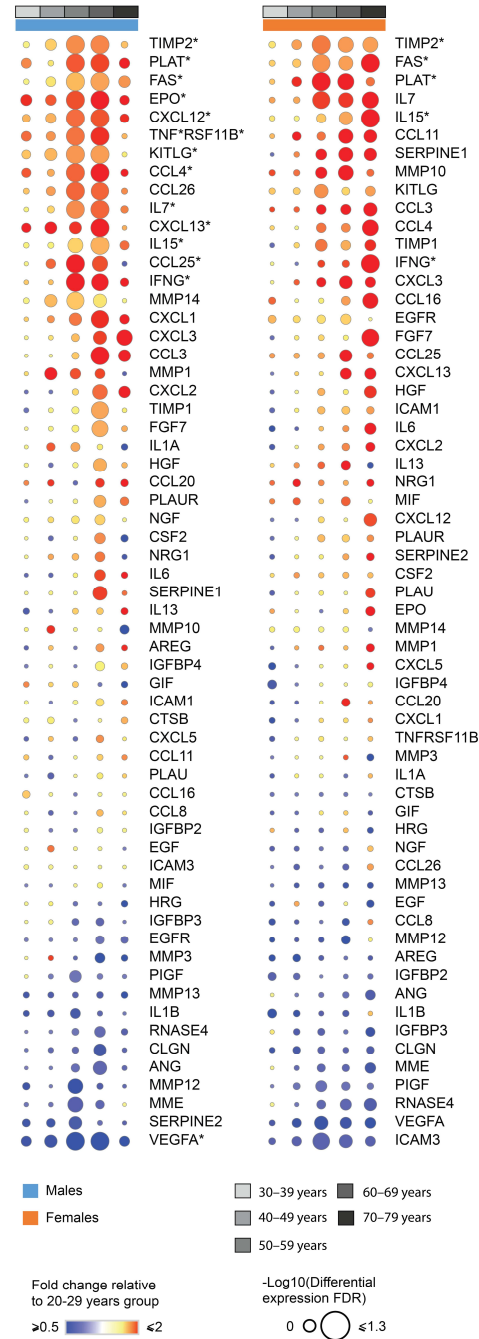 TIMP2*
PLAT*
FAS*
EPO*
CXCL12*
TNF*RSF11B*
KITLG*
CCL4*
CCL26
IL7*
CXCL13*
IL15*
CCL25*
IFNG*
MMP14
CXCL1
CXCL3
CCL3
MMP1
CXCL2
TIMP1
FGF7
IL1A
HGF
CCL20
PLAUR
NGF
CSF2
NRG1
IL6
SERPINE1
IL13
MMP10
AREG
IGFBP4
GIF
ICAM1
CTSB
CXCL5
CCL11
PLAU
CCL16
CCL8
IGFBP2
EGF
ICAM3
MIF
HRG
IGFBP3
EGFR
MMP3
PIGF
MMP13
IL1B
RNASE4
CLGN
ANG
MMP12
MME
SERPINE2
VEGFA*
TIMP2*
FAS*
PLAT*
IL7
IL15*
CCL11
SERPINE1
MMP10
KITLG
CCL3
CCL4
TIMP1
IFNG*
CXCL3
CCL16
EGFR
FGF7
CCL25
CXCL13
HGF
ICAM1
IL6
CXCL2
IL13
NRG1
MIF
CXCL12
PLAUR
SERPINE2
CSF2
PLAU
EPO
MMP14
MMP1
CXCL5
IGFBP4
CCL20
CXCL1
TNFRSF11B
MMP3
IL1A
CTSB
GIF
HRG
NGF
CCL26
MMP13
EGF
CCL8
MMP12
AREG
IGFBP2
ANG
IL1B
IGFBP3
CLGN
MME
PIGF
RNASE4
VEGFA
ICAM3
Males
Females
30–39 years
40–49 years
50–59 years
60–69 years
70–79 years
Fold change relative
to 20-29 years group
⩾0.5 ⩽2
-Log10(Differential
expression FDR)
0 ⩽1.3